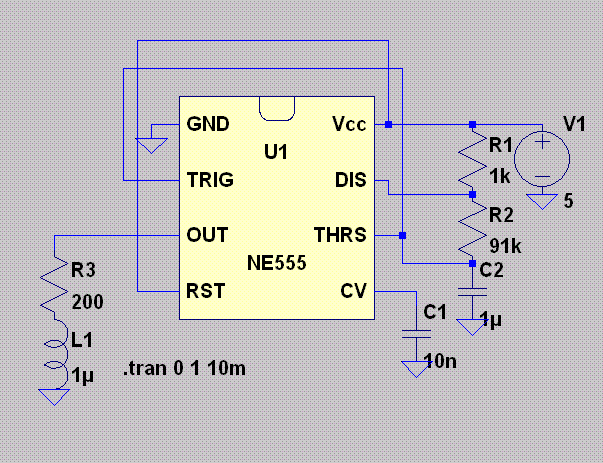 GND
Vcc
V1
U1
R1
1k
TRIG
DIS
5
R2
OUT
THRS
91k
R3
NE555
C2
200
RST
CV
1µ
C1
L1
1µ
.tran 0 1 10m
10n